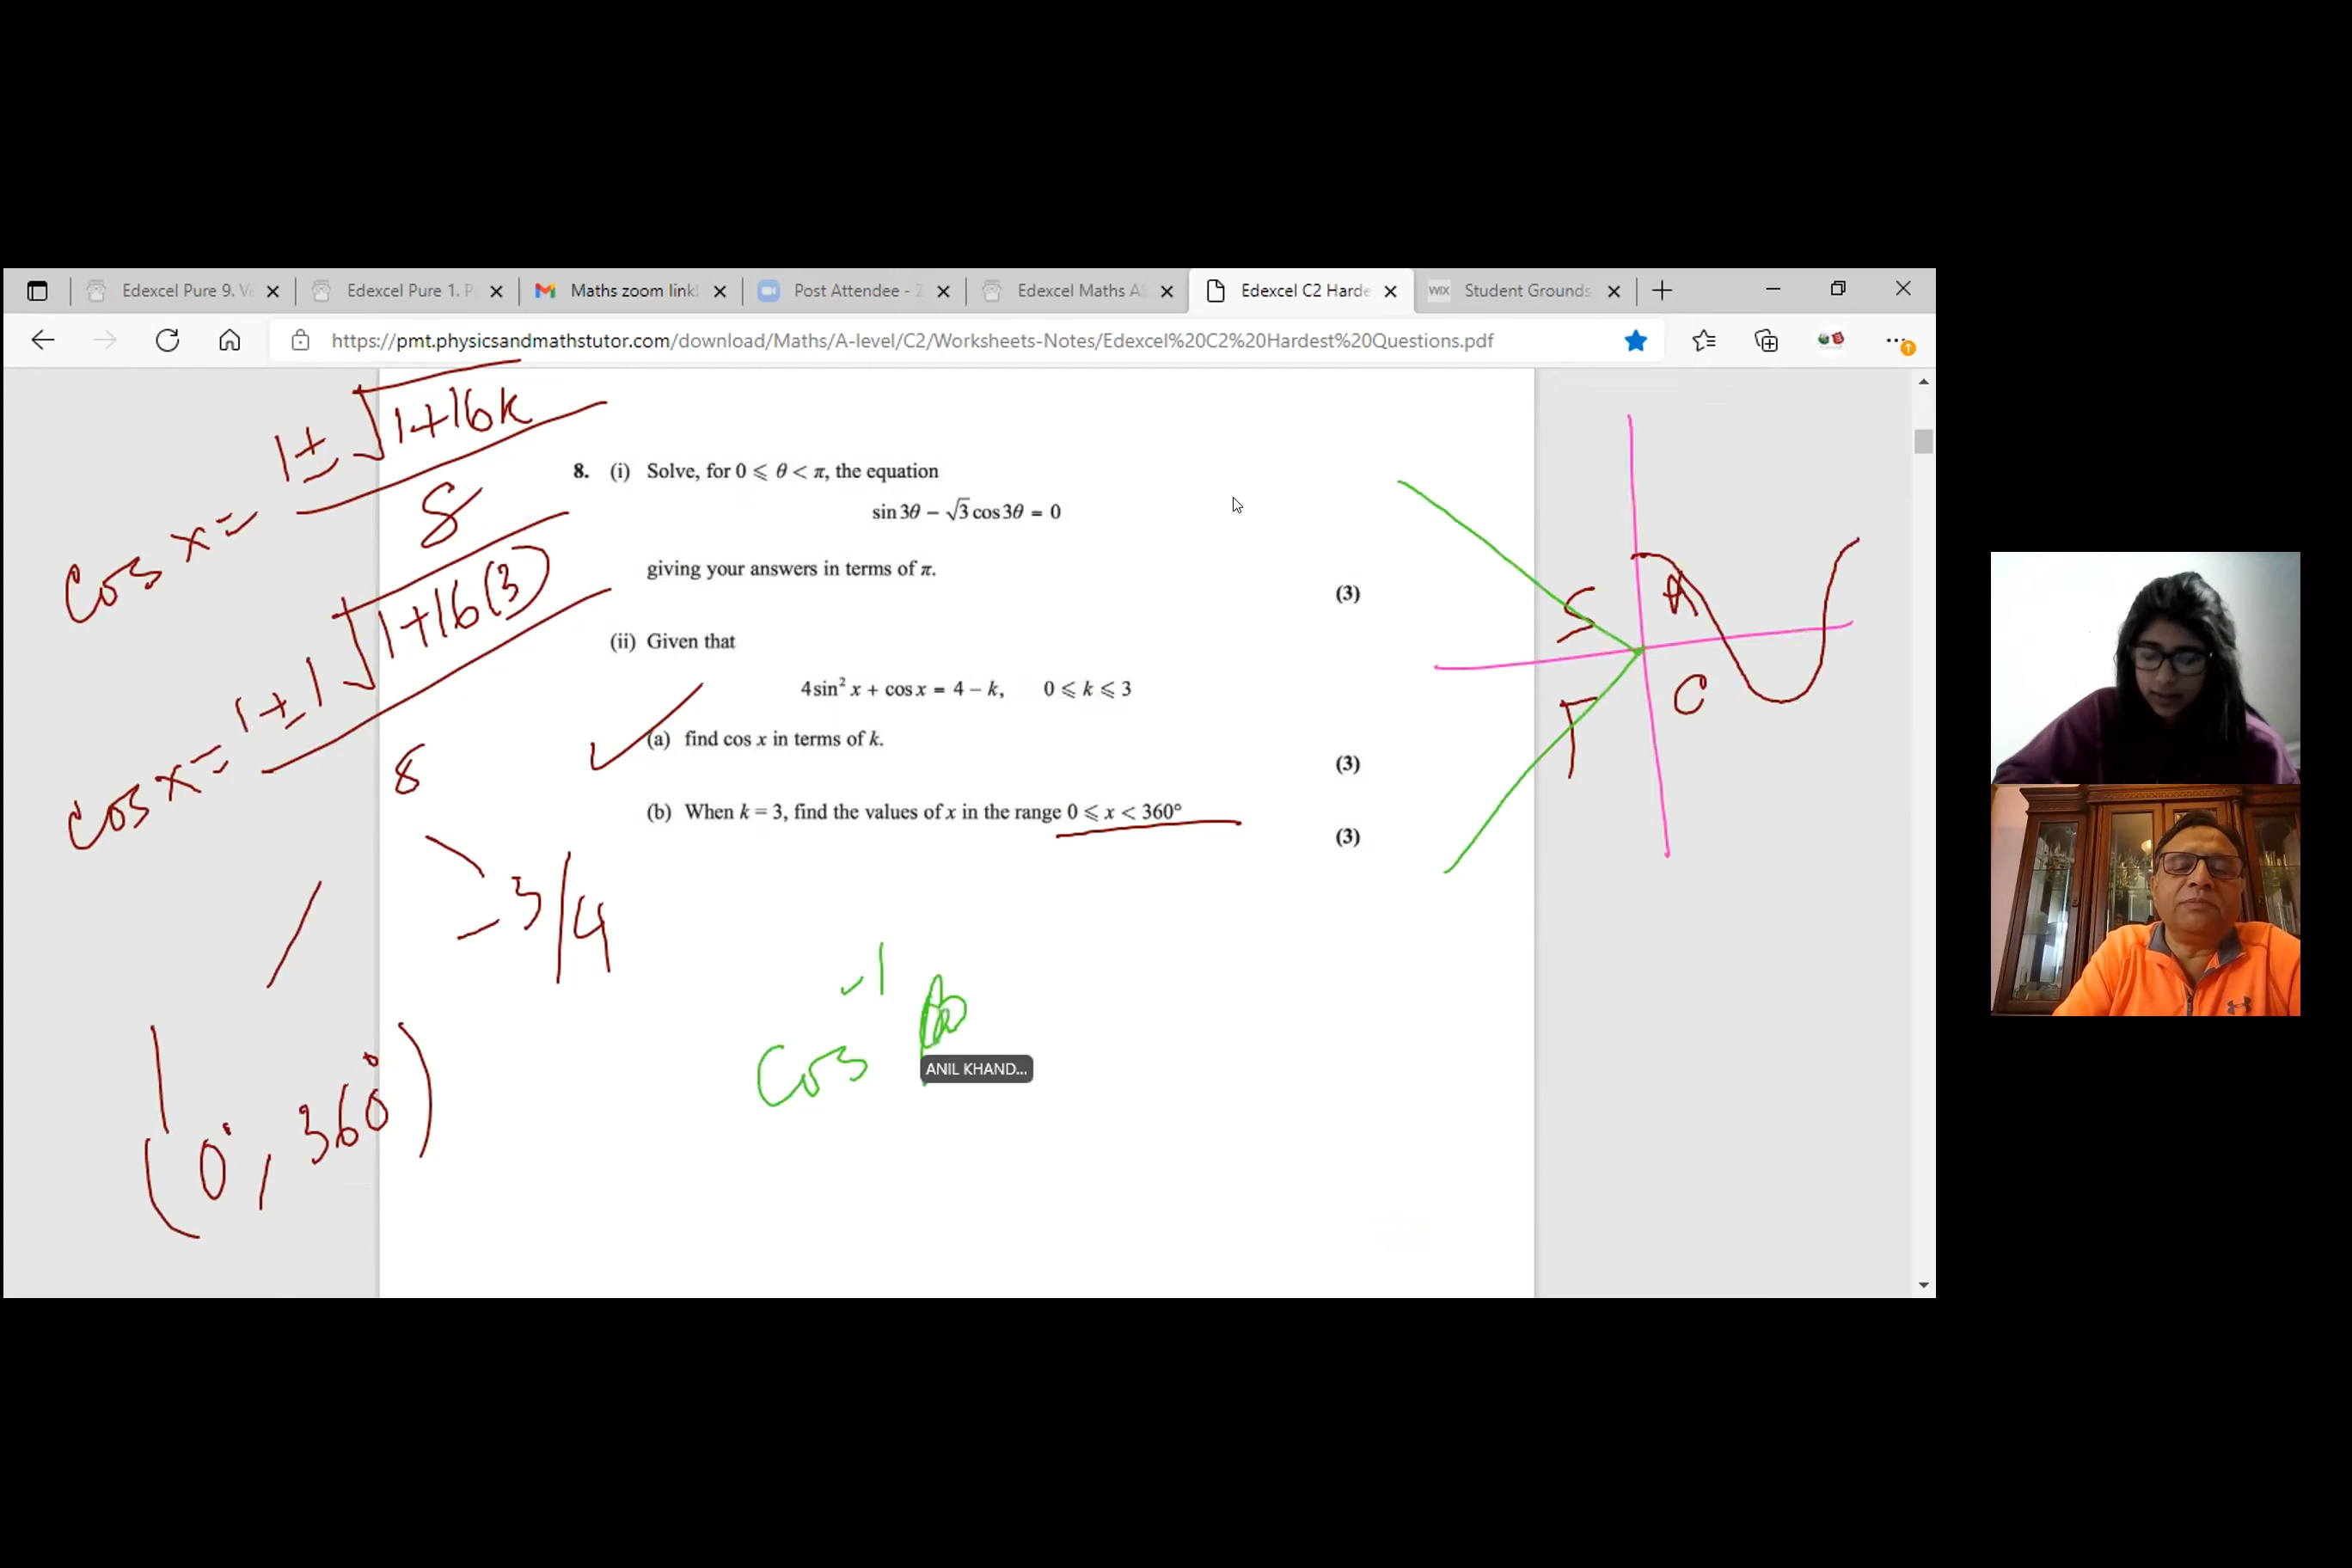 Edexcel Pure 9. V
Edexcel Pure 1. P
Maths zoom link
Post Attendee - Z
Edexcel Maths A
Edexcel C2 Harde
WIX
Student Grounds
https://pmt.physicsandmathstutor.com/download/Maths/A-level/C2/Worksheets-Notes/Edexcel%20C2%20Hardest%20Questions.pdf
cos x = 1±√1+16k
8
cos x = 1±√1+16(3)
8
1
-3/4
(0°, 360°)
8. (i) Solve, for 0 ⩽ θ < π, the equation
sin 3θ − √3 cos 3θ = 0
giving your answers in terms of π.
(3)
(ii) Given that
4sin² x + cos x = 4 − k, 0 ⩽ k ⩽ 3
(a) find cos x in terms of k.
(3)
(b) When k = 3, find the values of x in the range 0 ⩽ x < 360°
(3)
cos -1
ANIL KHAND...
S A
T C